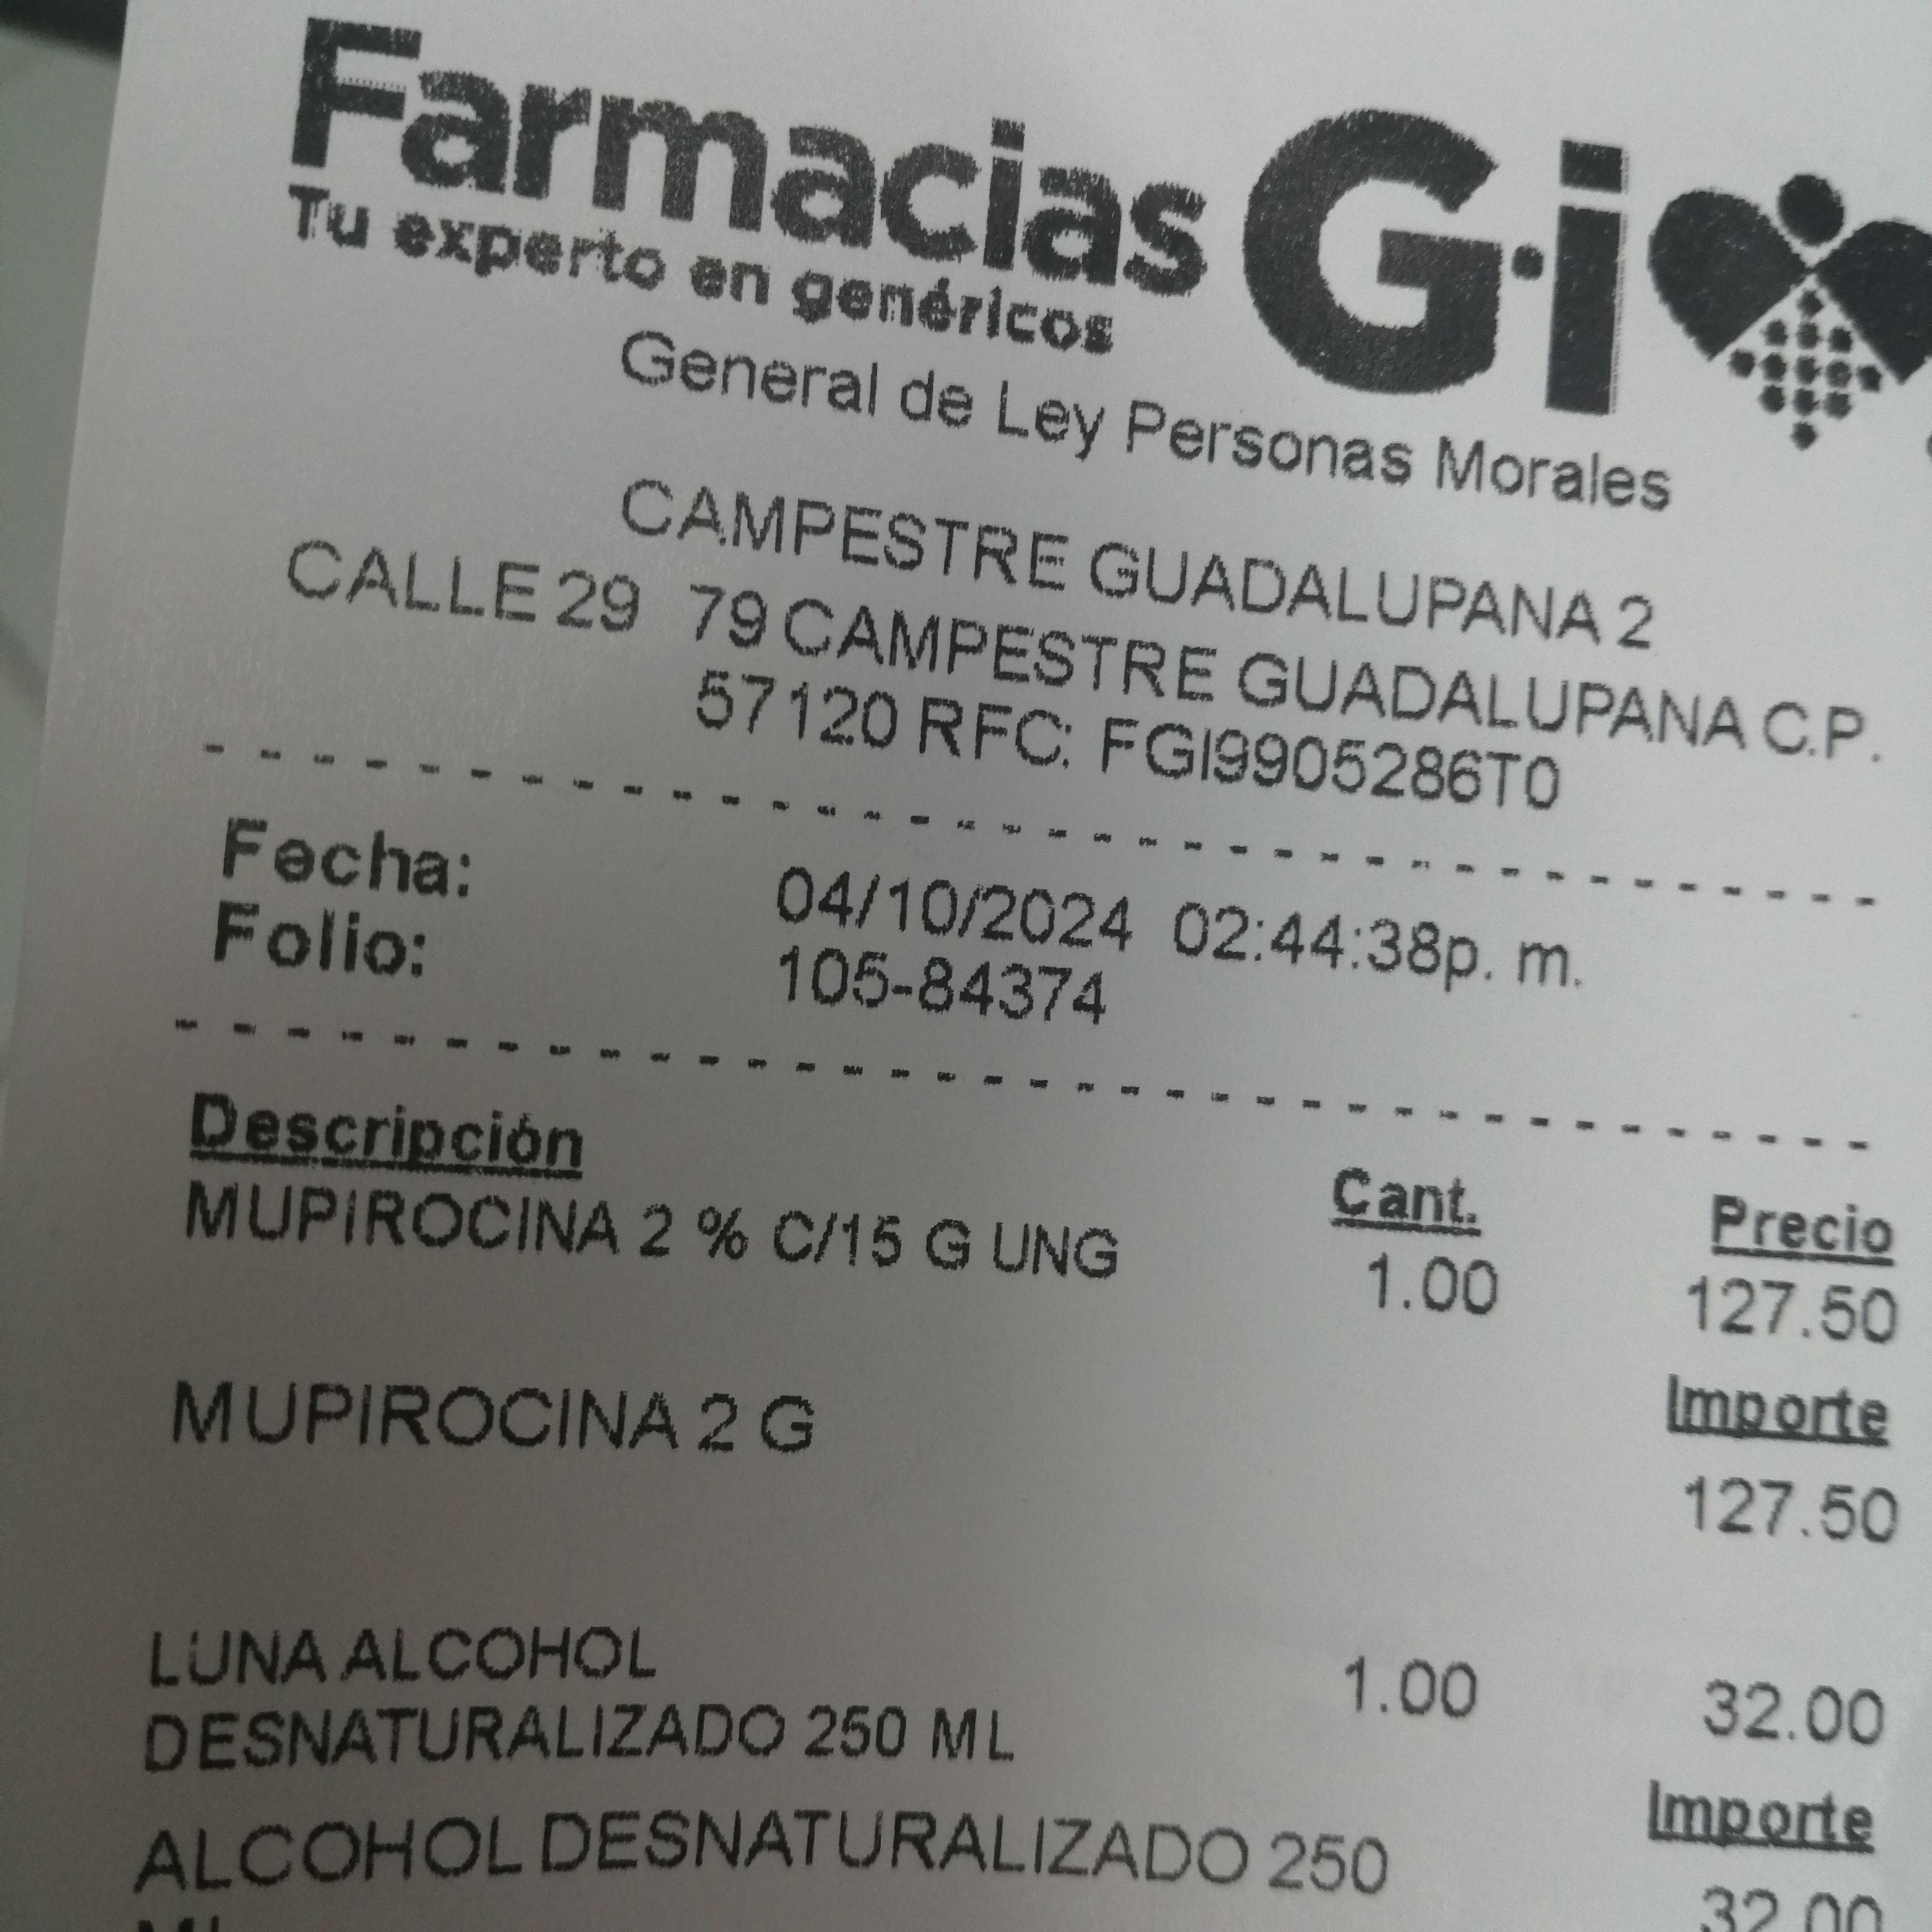 Farmacias G·i
Tu experto en genéricos
General de Ley Personas Morales
CAMPESTRE GUADALUPANA 2
CALLE 29 79 CAMPESTRE GUADALUPANA C.P.
57120 RFC: FGI9905286T0
Fecha: 04/10/2024 02:44:38p. m.
Folio: 105-84374
Descripción Cant. Precio
MUPIROCINA 2 % C/15 G UNG 1.00 127.50
Importe
MUPIROCINA 2 G 127.50
LUNA ALCOHOL 1.00 32.00
DESNATURALIZADO 250 ML
Importe
ALCOHOL DESNATURALIZADO 250 32.00
ML